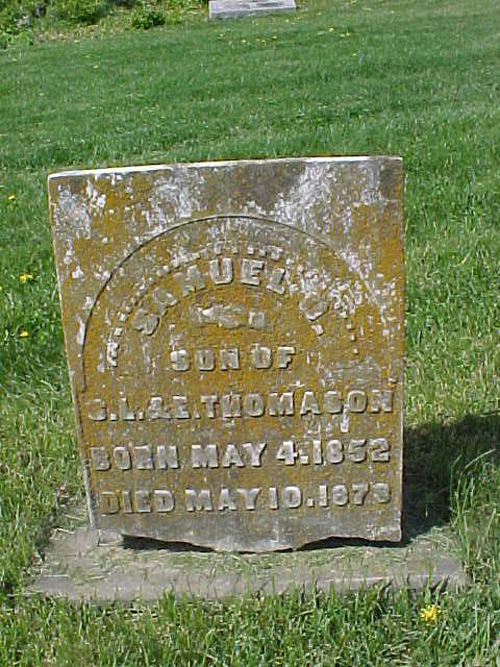 SAMUEL
SON OF
& E. THOMASON
BORN MAY 4. 1852
DIED MAY 10. 1873